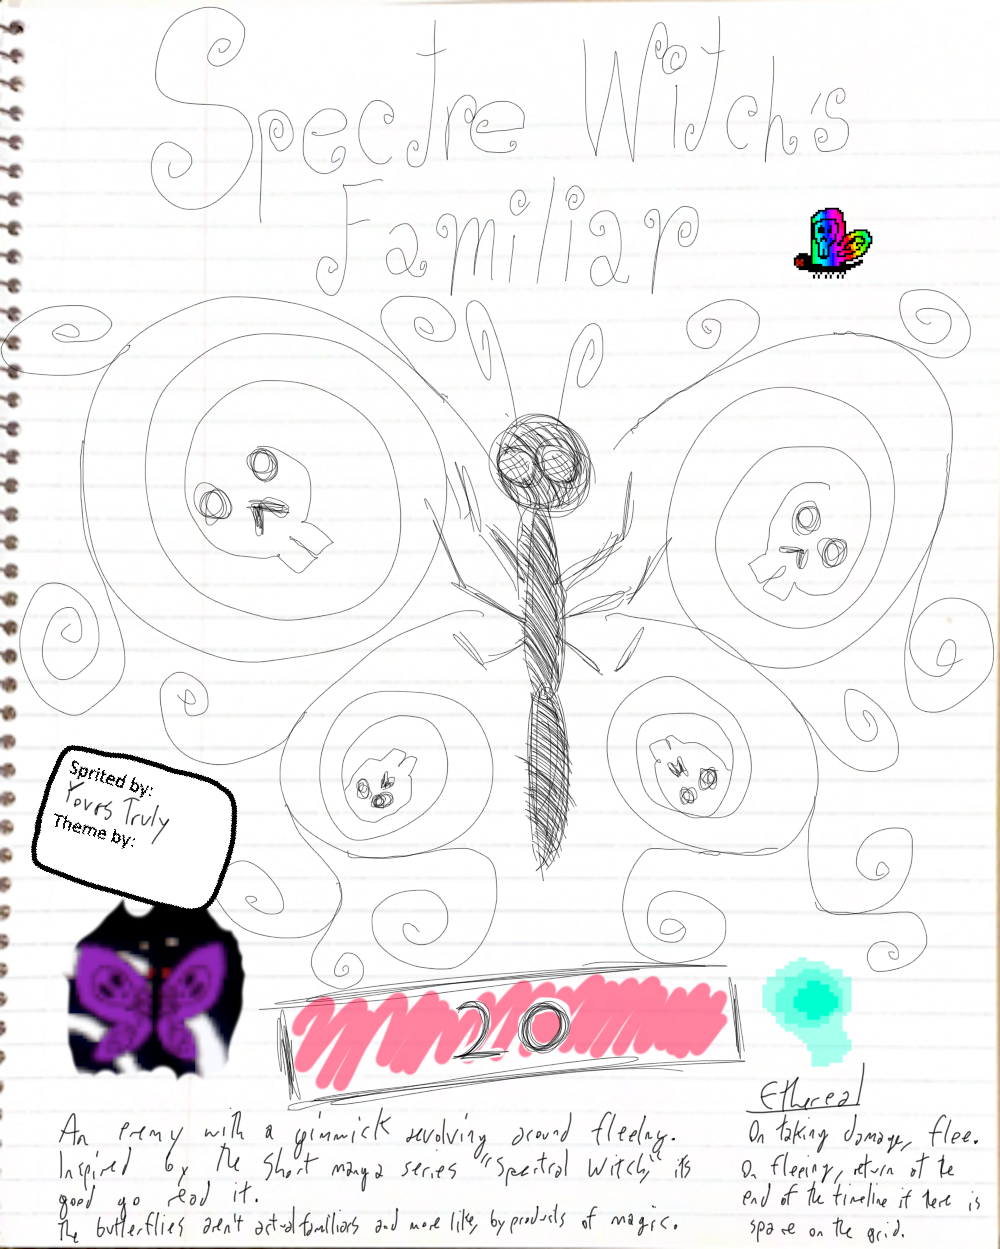 Spectre Witch's
Familiar
Sprited by:
Yours Truly
Theme by:
20
Ethereal
An enemy with a gimmick revolving around fleeing.
Inspired by the short manga series "Spectral Witch," its
good go read it.
The butterflies aren't actual familiars and more like byproducts of magic.
On taking damage, flee.
On fleeing, return at the
end of the timeline if there is
space on the grid.